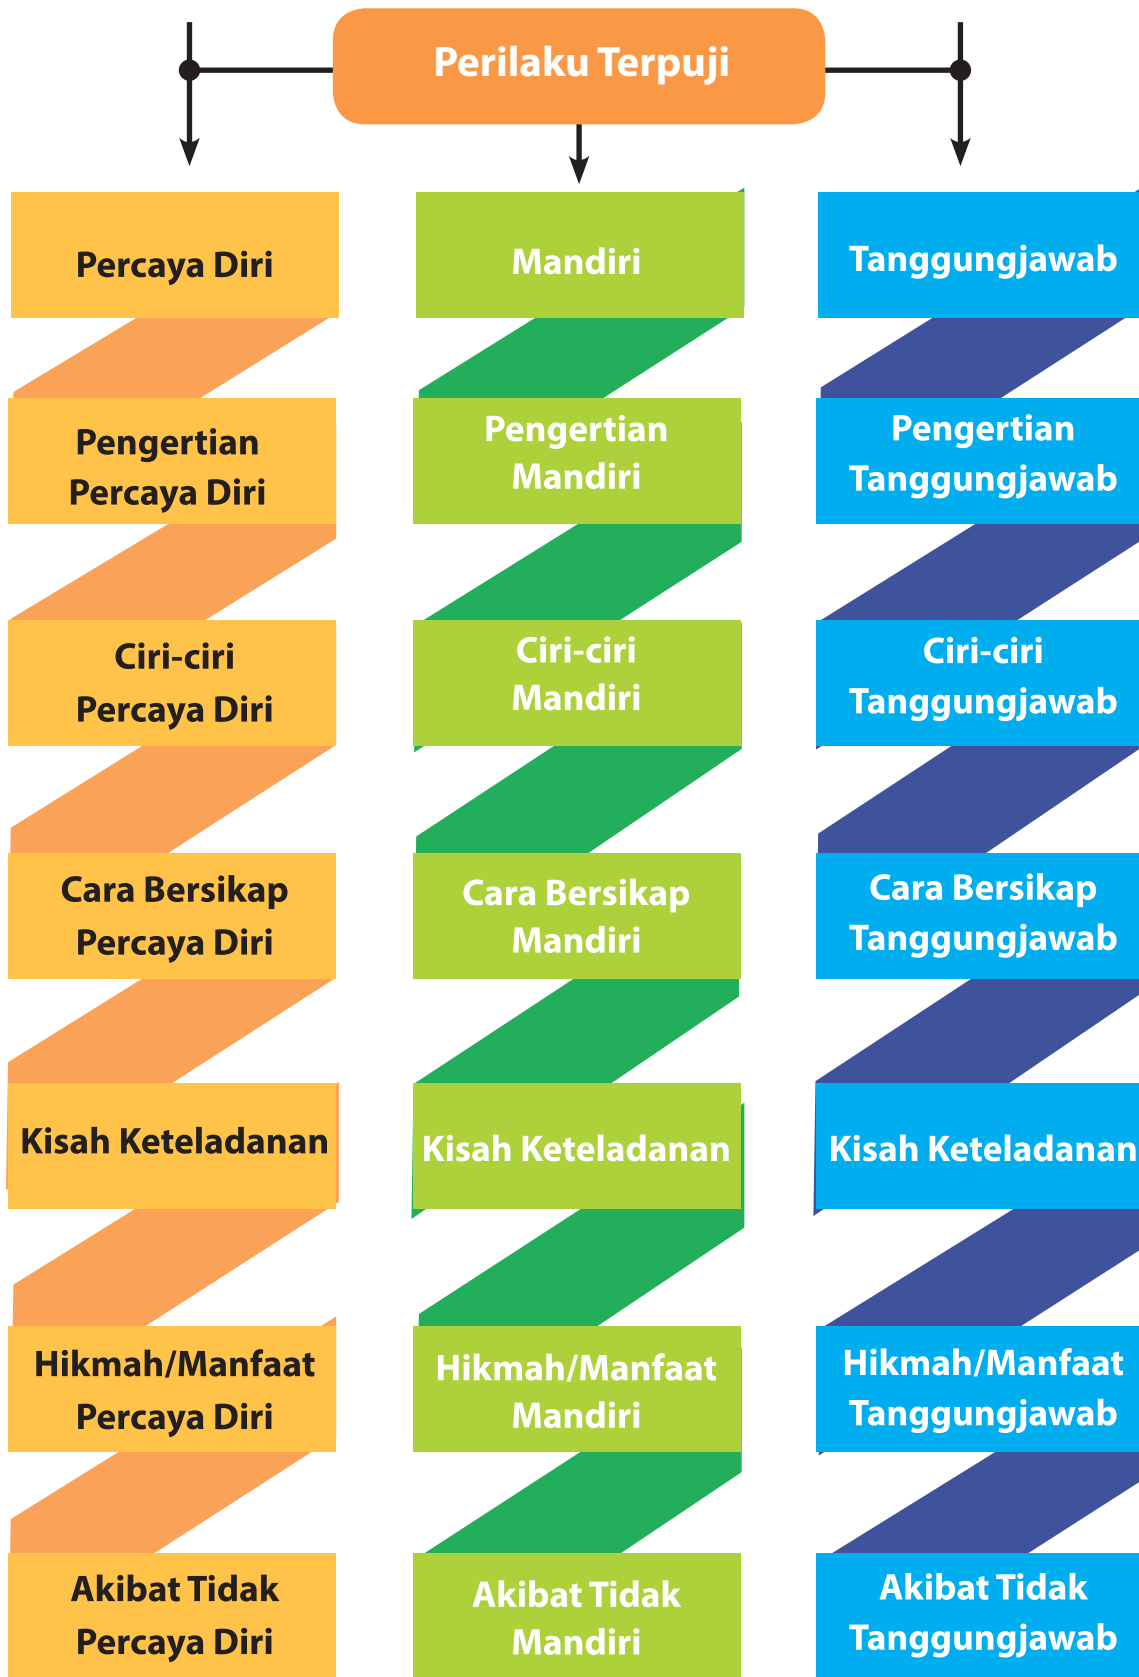 Perilaku Terpuji
Percaya Diri
Pengertian
Percaya Diri
Ciri-ciri
Percaya Diri
Cara Bersikap
Percaya Diri
Kisah Keteladanan
Hikmah/Manfaat
Percaya Diri
Akibat Tidak
Percaya Diri
Mandiri
Pengertian
Mandiri
Ciri-ciri
Mandiri
Cara Bersikap
Mandiri
Kisah Keteladanan
Hikmah/Manfaat
Mandiri
Akibat Tidak
Mandiri
Tanggungjawab
Pengertian
Tanggungjawab
Ciri-ciri
Tanggungjawab
Cara Bersikap
Tanggungjawab
Kisah Keteladanan
Hikmah/Manfaat
Tanggungjawab
Akibat Tidak
Tanggungjawab